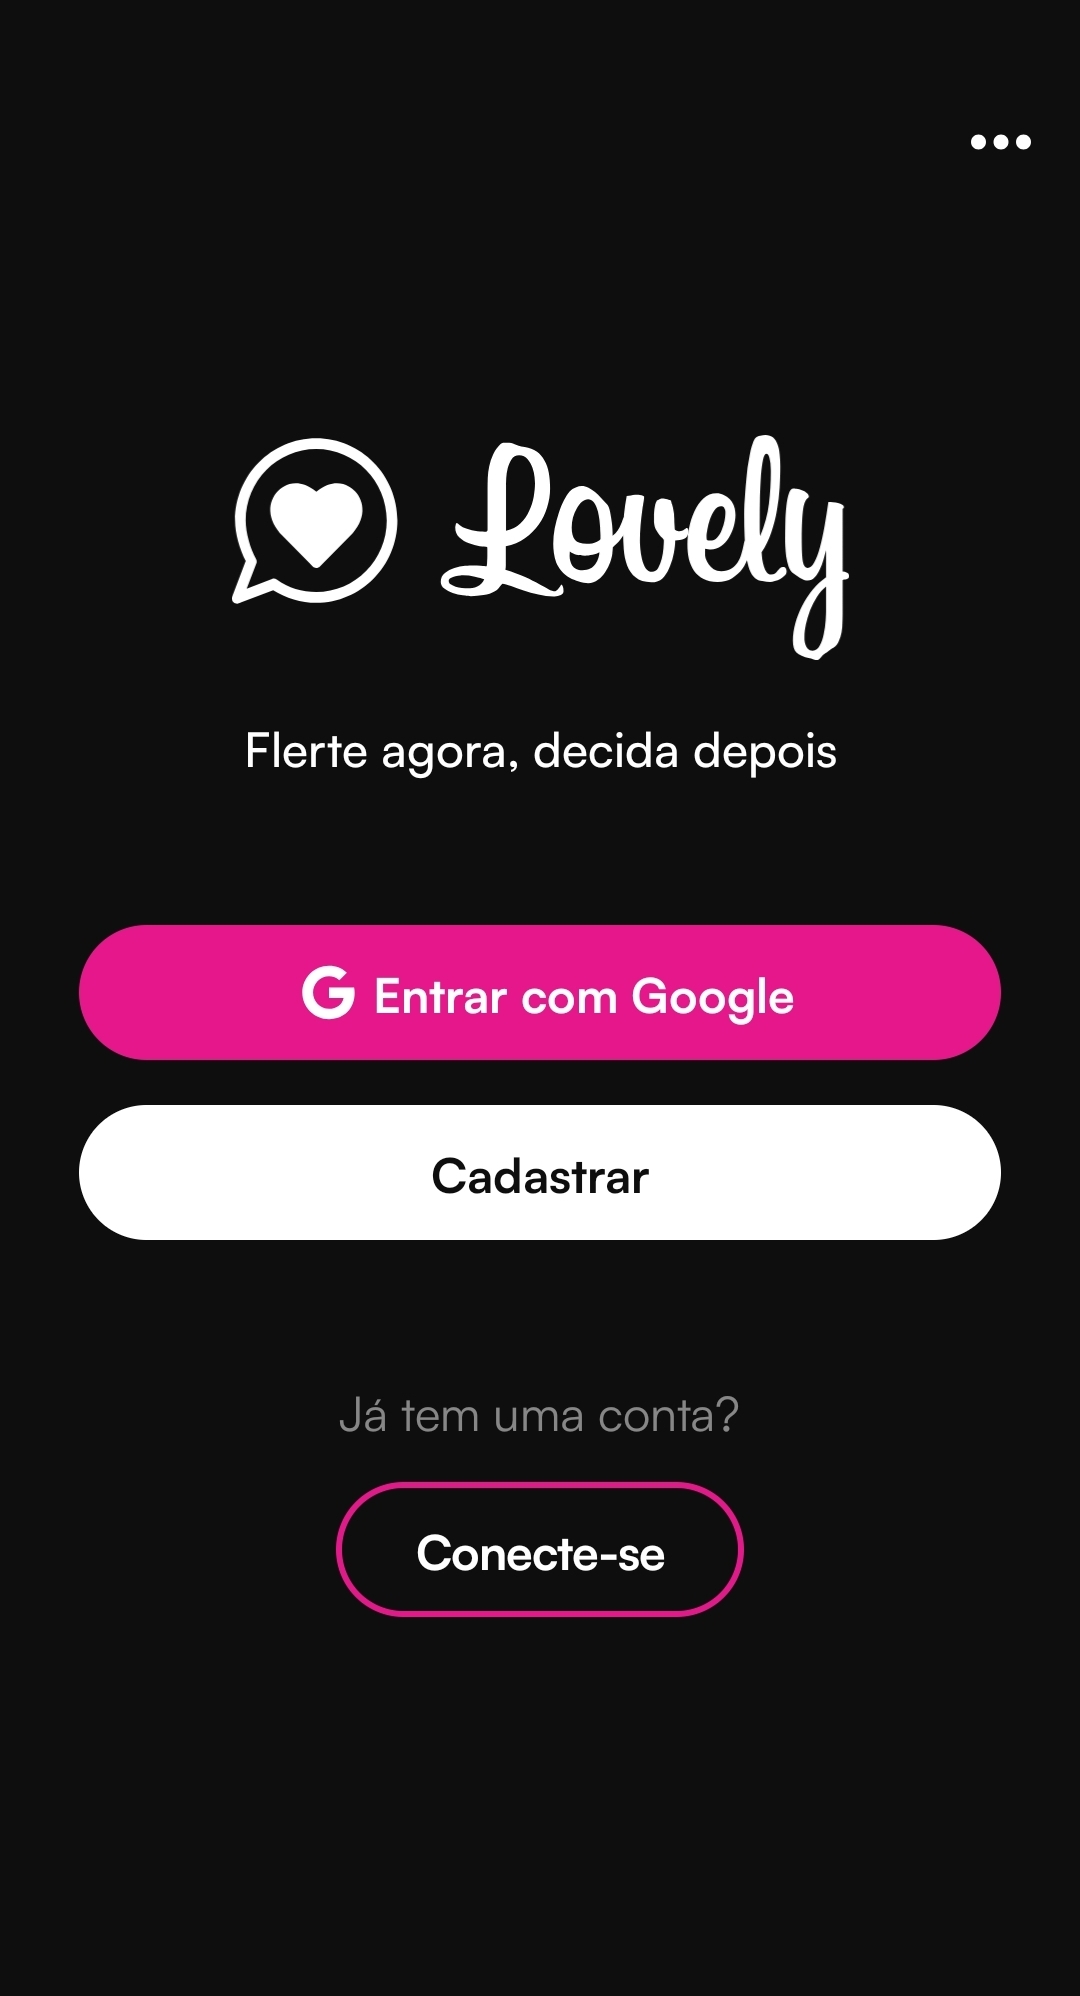 Lovely
Flerte agora, decida depois
Entrar com Google
Cadastrar
Já tem uma conta?
Conecte-se